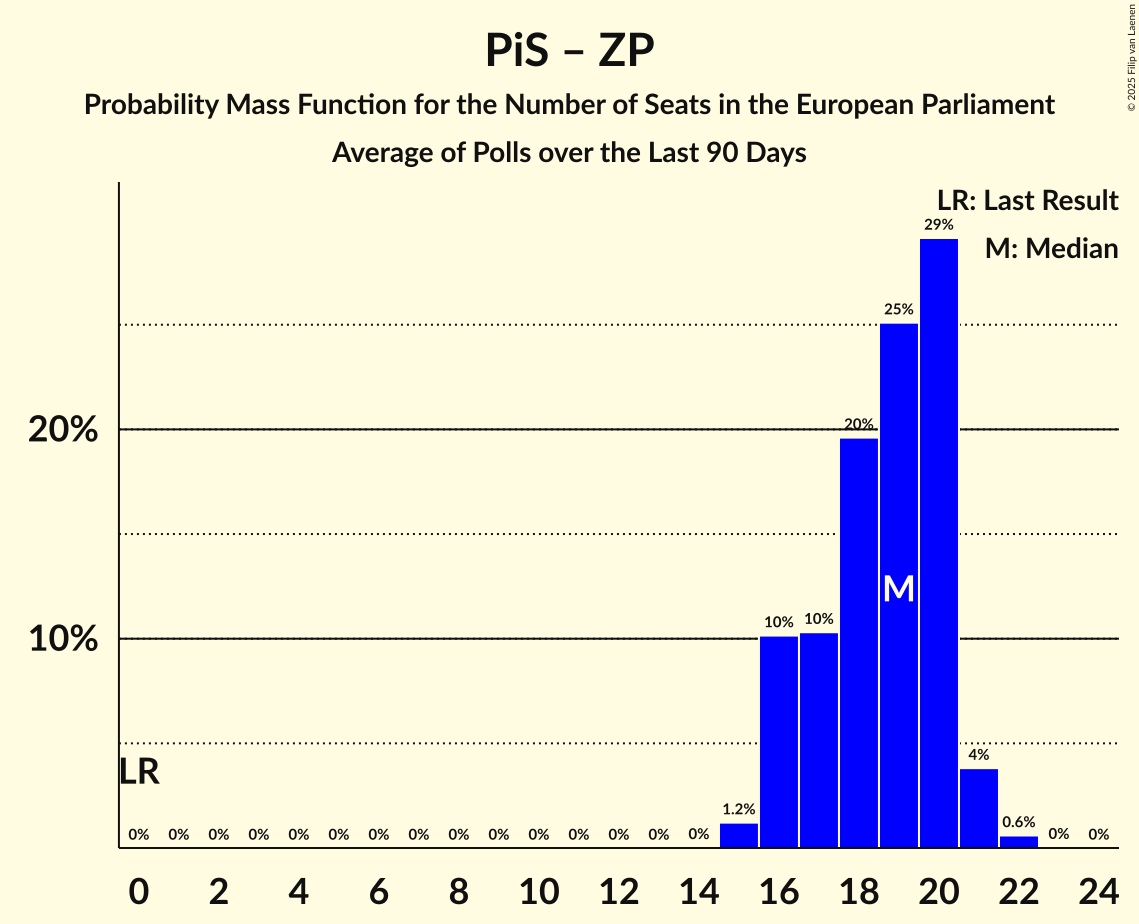 PiS – ZP
Probability Mass Function for the Number of Seats in the European Parliament
Average of Polls over the Last 90 Days
© 2025 Filip van Laenen
LR: Last Result
M: Median
29%
25%
20%
20%
10%
10%
10%
M
LR
4%
1.2%
0.6%
0% 0% 0% 0% 0% 0% 0% 0% 0% 0% 0% 0% 0% 0% 0% 0% 0%
0 2 4 6 8 10 12 14 16 18 20 22 24